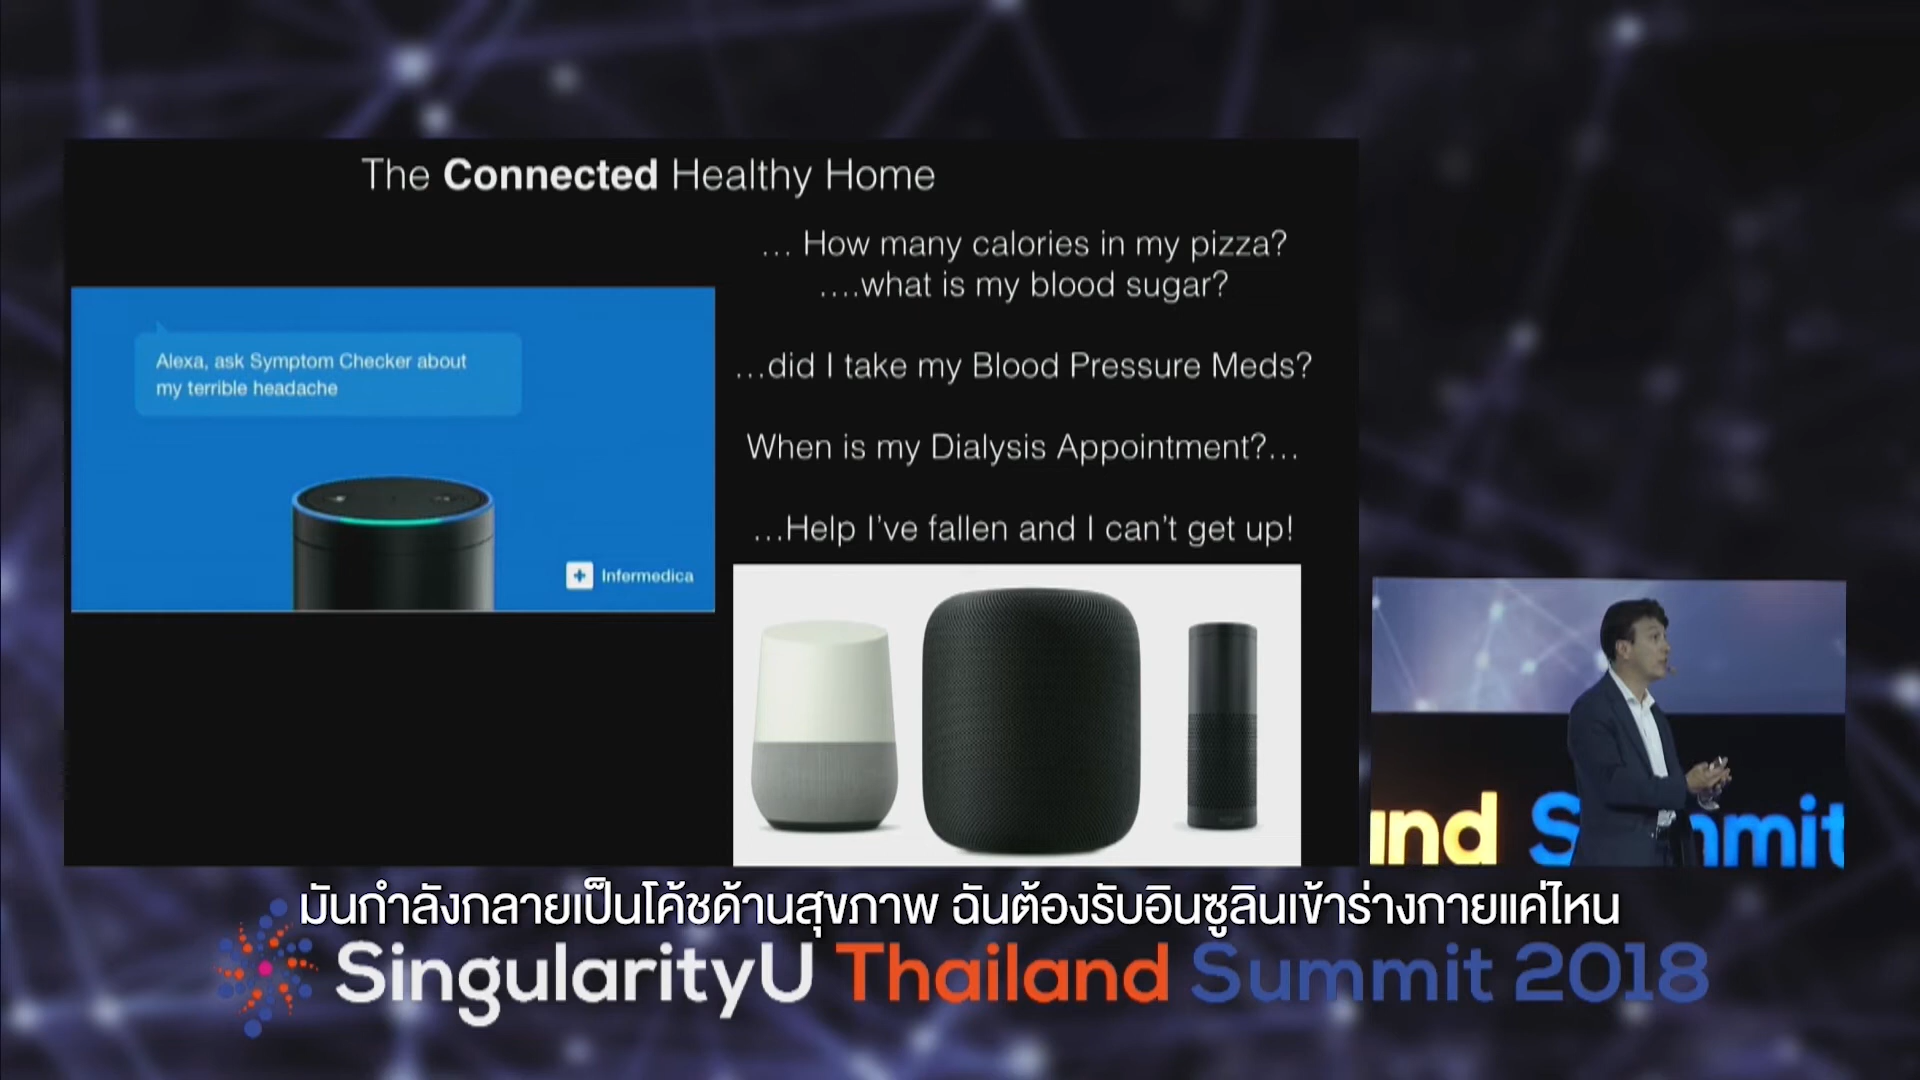 The Connected Healthy Home
... How many calories in my pizza?
....what is my blood sugar?
...did I take my Blood Pressure Meds?
When is my Dialysis Appointment?...
...Help I've fallen and I can't get up!
Alexa, ask Symptom Checker about
my terrible headache
Infermedica
and Summit
มันกำลังกลายเป็นโค้ชด้านสุขภาพ ฉันต้องรับอินซูลินเข้าร่างกายแค่ไหน
SingularityU Thailand Summit 2018